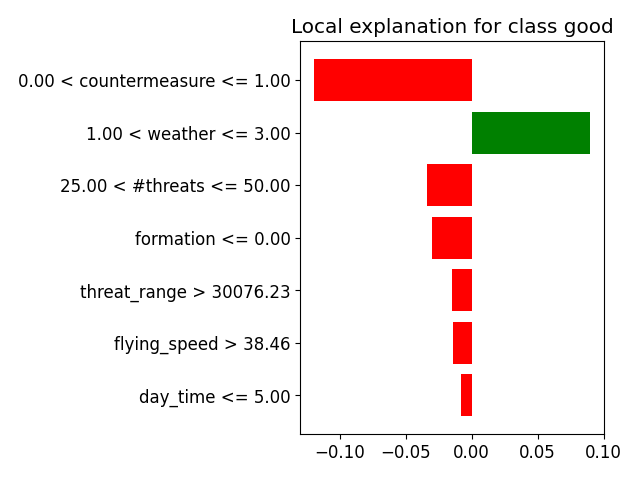 Local explanation for class good
0.00 < countermeasure <= 1.00
1.00 < weather <= 3.00
25.00 < #threats <= 50.00
formation <= 0.00
threat_range > 30076.23
flying_speed > 38.46
day_time <= 5.00
−0.10 −0.05 0.00 0.05 0.10